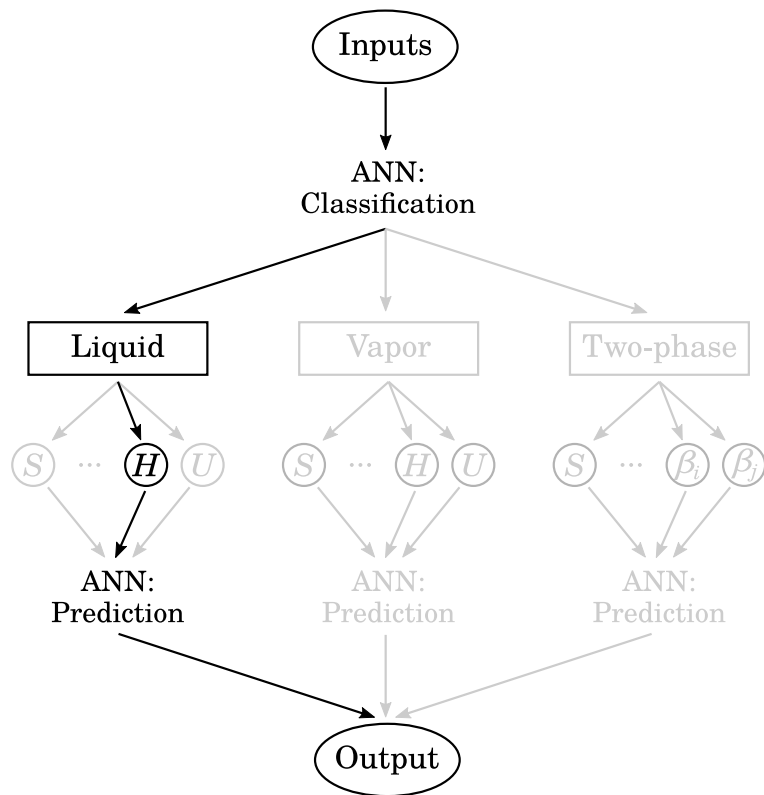 Inputs
ANN:
Classification
Liquid Vapor Two-phase
S ... H U S ... H U S ... βi βj
ANN: ANN: ANN:
Prediction Prediction Prediction
Output